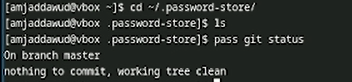 [amjaddawud@vbox ~]$ cd ~/.password-store/
[amjaddawud@vbox .password-store]$ ls
[amjaddawud@vbox .password-store]$ pass git status
On branch master
nothing to commit, working tree clean